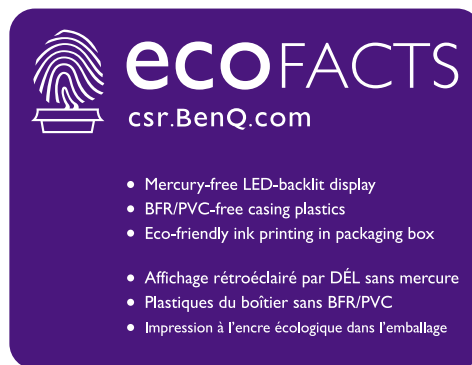 ecoFACTS
csr.BenQ.com
• Mercury-free LED-backlit display
• BFR/PVC-free casing plastics
• Eco-friendly ink printing in packaging box
• Affichage rétroéclairé par DÉL sans mercure
• Plastiques du boîtier sans BFR/PVC
• Impression à l'encre écologique dans l'emballage